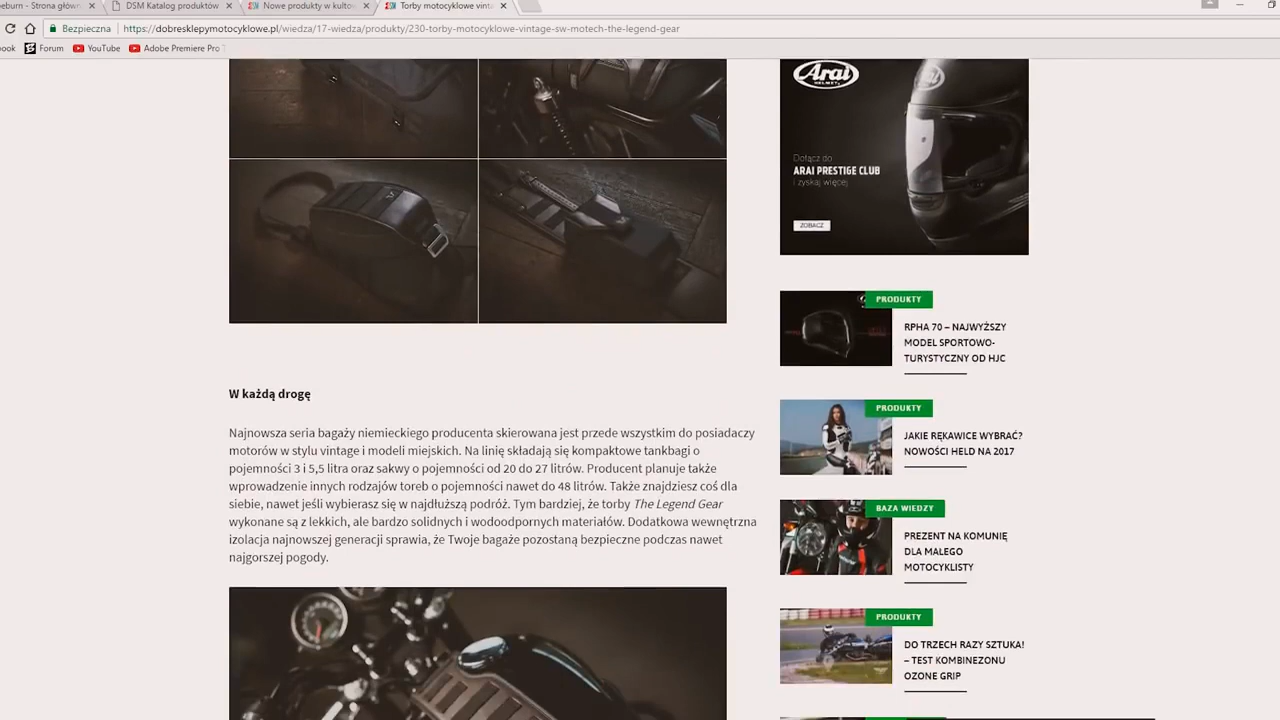 eburn - Strona główn
DSM Katalog produktów
Nowe produkty w kultow
Torby motocyklowe vinta
Bezpieczna
https://dobresklepymotocyklowe.pl/wiedza/17-wiedza/produkty/230-torby-motocyklowe-vintage-sw-motech-the-legend-gear
ook
Forum
YouTube
Adobe Premiere Pro T
Arai
HELMET
Dołącz do
ARAI PRESTIGE CLUB
i zyskaj więcej
ZOBACZ
PRODUKTY
RPHA 70 – NAJWYŻSZY
MODEL SPORTOWO-
TURYSTYCZNY OD HJC
W każdą drogę
Najnowsza seria bagaży niemieckiego producenta skierowana jest przede wszystkim do posiadaczy
motorów w stylu vintage i modeli miejskich. Na linię składają się kompaktowe tankbagi o
pojemności 3 i 5,5 litra oraz sakwy o pojemności od 20 do 27 litrów. Producent planuje także
wprowadzenie innych rodzajów toreb o pojemności nawet do 48 litrów. Także znajdziesz coś dla
siebie, nawet jeśli wybierasz się w najdłuższą podróż. Tym bardziej, że torby The Legend Gear
wykonane są z lekkich, ale bardzo solidnych i wodoodpornych materiałów. Dodatkowa wewnętrzna
izolacja najnowszej generacji sprawia, że Twoje bagaże pozostaną bezpieczne podczas nawet
najgorszej pogody.
PRODUKTY
JAKIE RĘKAWICE WYBRAĆ?
NOWOŚCI HELD NA 2017
BAZA WIEDZY
PREZENT NA KOMUNIĘ
DLA MAŁEGO
MOTOCYKLISTY
PRODUKTY
DO TRZECH RAZY SZTUKA!
– TEST KOMBINEZONU
OZONE GRIP